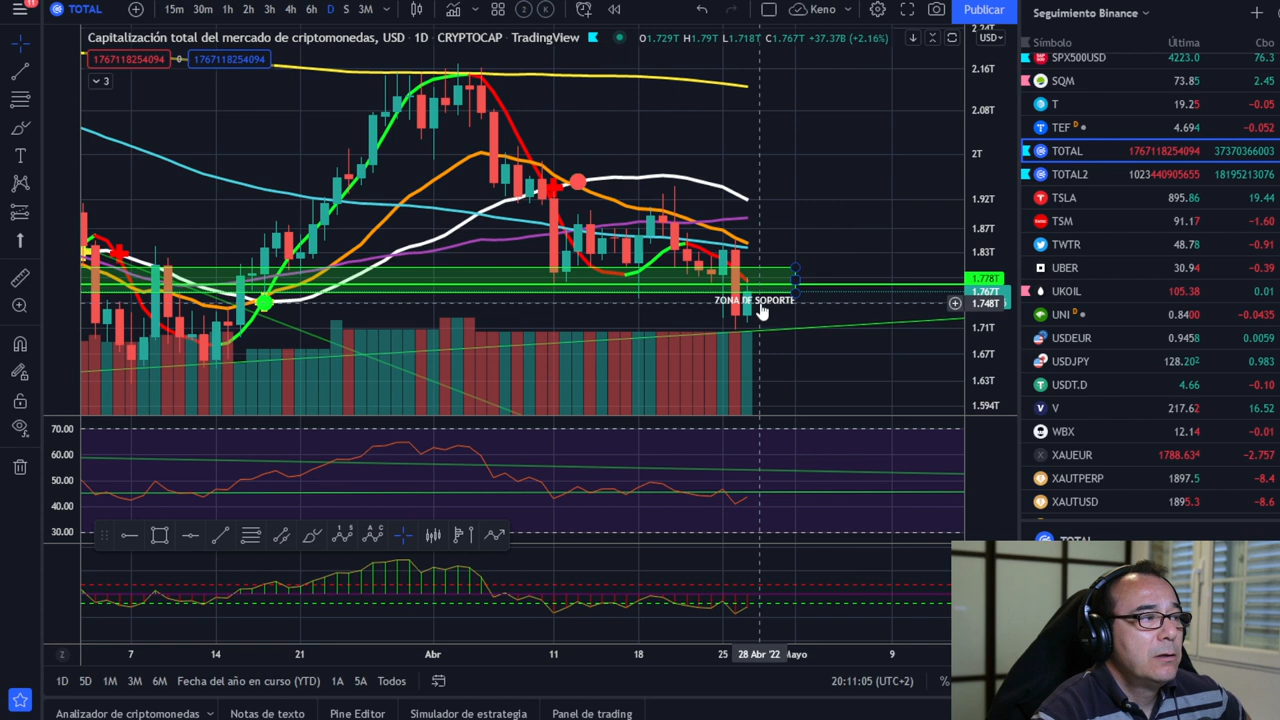 11
TOTAL
15m 30m 1h 2h 3h 4h 6h D S 3M
2 K
Keno
Publicar
Capitalización total del mercado de criptomonedas, USD · 1D · CRYPTOCAP · TradingView
O1.729T H1.79T L1.718T C1.767T +37.37B (+2.16%)
USD
1767118254094 0 1767118254094
3
2.24T
2.16T
2.08T
2T
1.92T
1.87T
1.83T
1.778T
1.767T
1.748T
1.71T
1.67T
1.63T
1.594T
ZONA DE SOPORTE
70.00
60.00
50.00
40.00
30.00
Z 7 14 21 Abr 11 18 25 28 Abr '22 Mayo 9
1D 5D 1M 3M 6M Fecha del año en curso (YTD) 1A 5A Todos
20:11:05 (UTC+2) %
Analizador de criptomonedas Notas de texto Pine Editor Simulador de estrategia Panel de trading
Seguimiento Binance
Símbolo Última Cbo
SPX500USD 4223.0 76.3
SQM 73.85 2.45
T 19.25 -0.05
TEF D 4.694 -0.052
TOTAL 1767118254094 37370366003
TOTAL2 1023440905655 18195213076
TSLA 895.86 19.44
TSM 91.17 -1.60
TWTR 48.78 -0.91
UBER 30.94 -0.39
UKOIL 105.38 0.01
UNI D 0.8400 -0.0435
USDEUR 0.9458 0.0059
USDJPY 128.202 0.983
USDT.D 4.66 -0.10
V 217.62 16.52
WBX 12.14 -0.01
XAUEUR 1788.634 -2.757
XAUTPERP 1897.5 -8.4
XAUTUSD 1895.3 -8.6
TOTAL